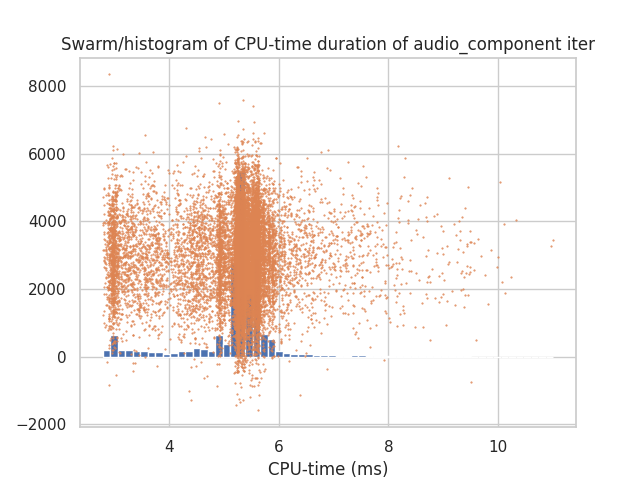 Swarm/histogram of CPU-time duration of audio_component iter
8000
6000
4000
2000
0
−2000
4 6 8 10
CPU-time (ms)